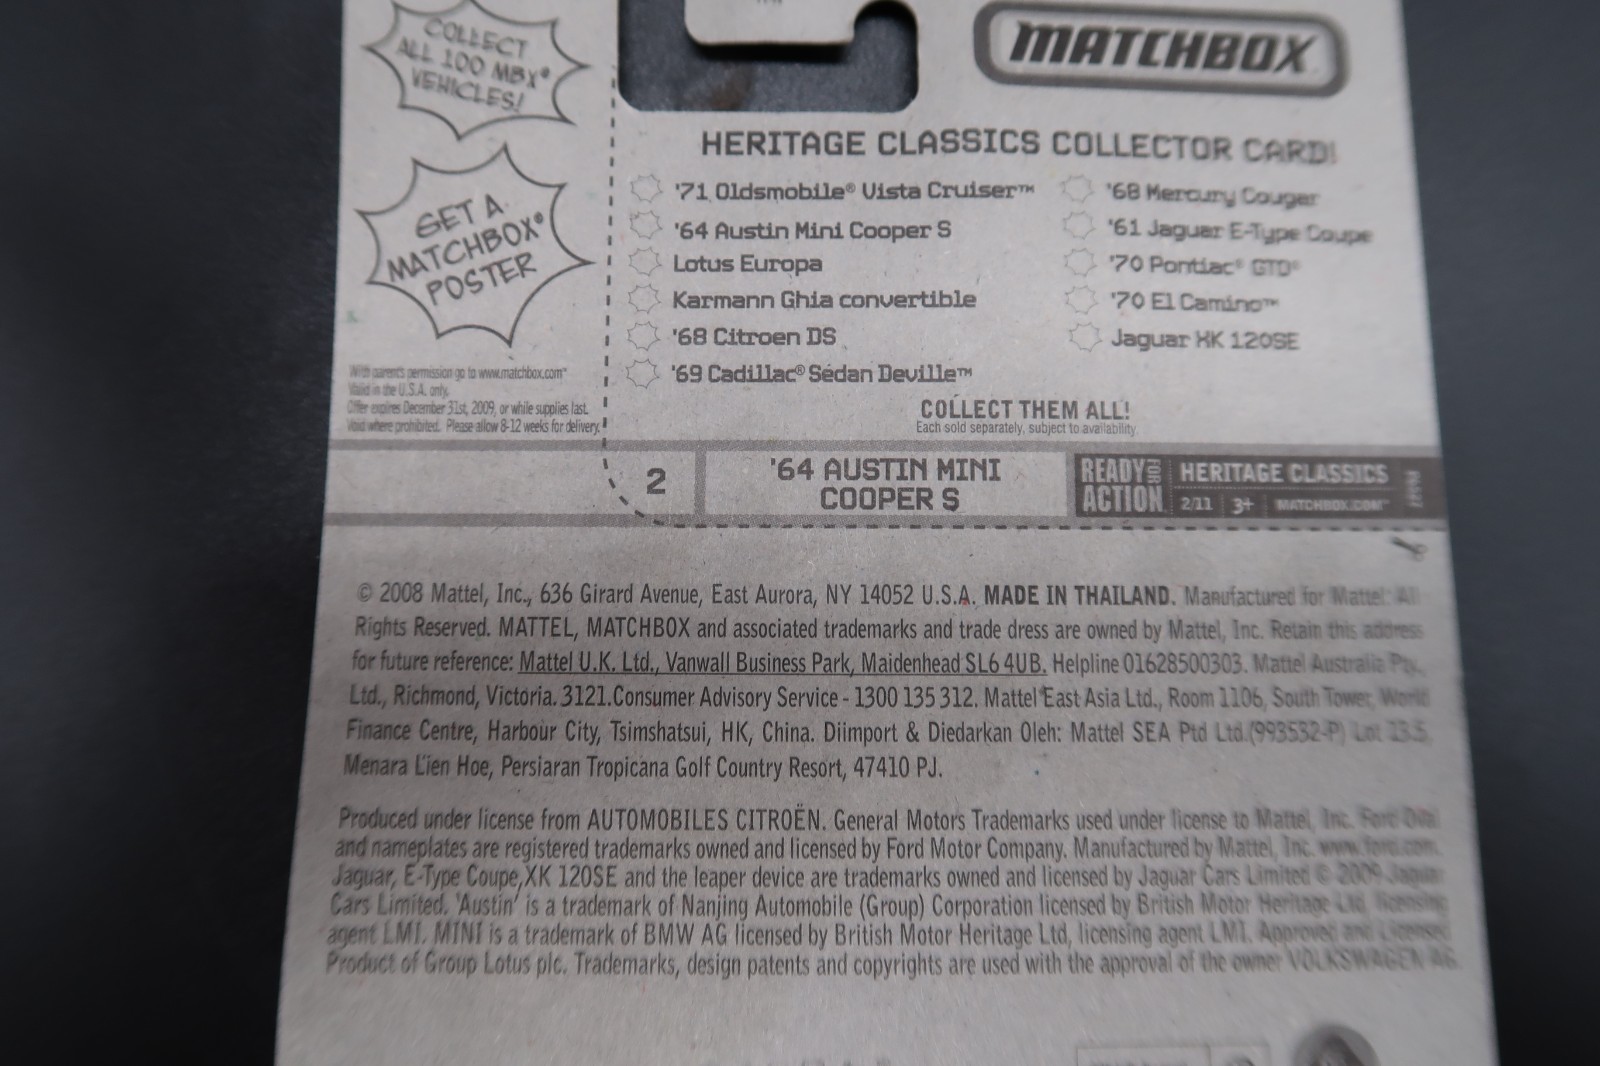 COLLECT
ALL 100 MBX®
VEHICLES!
GET A
MATCHBOX®
POSTER
With parents permission go to www.matchbox.com
Valid in the U.S.A. only.
Offer expires December 31st, 2009, or while supplies last.
Void where prohibited. Please allow 8-12 weeks for delivery.
MATCHBOX
HERITAGE CLASSICS COLLECTOR CARD!
'71 Oldsmobile® Vista Cruiser™
'64 Austin Mini Cooper S
Lotus Europa
Karmann Ghia convertible
'68 Citroen DS
'69 Cadillac® Sedan Deville™
'68 Mercury Couger
'61 Jaguar E-Type Coupe
'70 Pontiac® GTO®
'70 El Camino™
Jaguar XK 120SE
COLLECT THEM ALL!
Each sold separately, subject to availability.
2
'64 AUSTIN MINI
COOPER S
READY FOR ACTION
HERITAGE CLASSICS
2/11 3+ MATCHBOX.COM™
© 2008 Mattel, Inc., 636 Girard Avenue, East Aurora, NY 14052 U.S.A. MADE IN THAILAND. Manufactured for Mattel. All
Rights Reserved. MATTEL, MATCHBOX and associated trademarks and trade dress are owned by Mattel, Inc. Retain this address
for future reference: Mattel U.K. Ltd., Vanwall Business Park, Maidenhead SL6 4UB. Helpline 01628500303. Mattel Australia Pty.,
Ltd., Richmond, Victoria. 3121.Consumer Advisory Service - 1300 135 312. Mattel East Asia Ltd., Room 1106, South Tower, World
Finance Centre, Harbour City, Tsimshatsui, HK, China. Diimport & Diedarkan Oleh: Mattel SEA Ptd Ltd.(993532-P) Lot 13.5,
Menara Lien Hoe, Persiaran Tropicana Golf Country Resort, 47410 PJ.
Produced under license from AUTOMOBILES CITROËN. General Motors Trademarks used under license to Mattel, Inc. Ford Oval
and nameplates are registered trademarks owned and licensed by Ford Motor Company. Manufactured by Mattel, Inc. www.ford.com.
Jaguar, E-Type Coupe,XK 120SE and the leaper device are trademarks owned and licensed by Jaguar Cars Limited © 2009 Jaguar
Cars Limited. 'Austin' is a trademark of Nanjing Automobile (Group) Corporation licensed by British Motor Heritage Ltd, licensing
agent LMI. MINI is a trademark of BMW AG licensed by British Motor Heritage Ltd, licensing agent LMI. Approved and Licensed
Product of Group Lotus plc. Trademarks, design patents and copyrights are used with the approval of the owner VOLKSWAGEN AG.